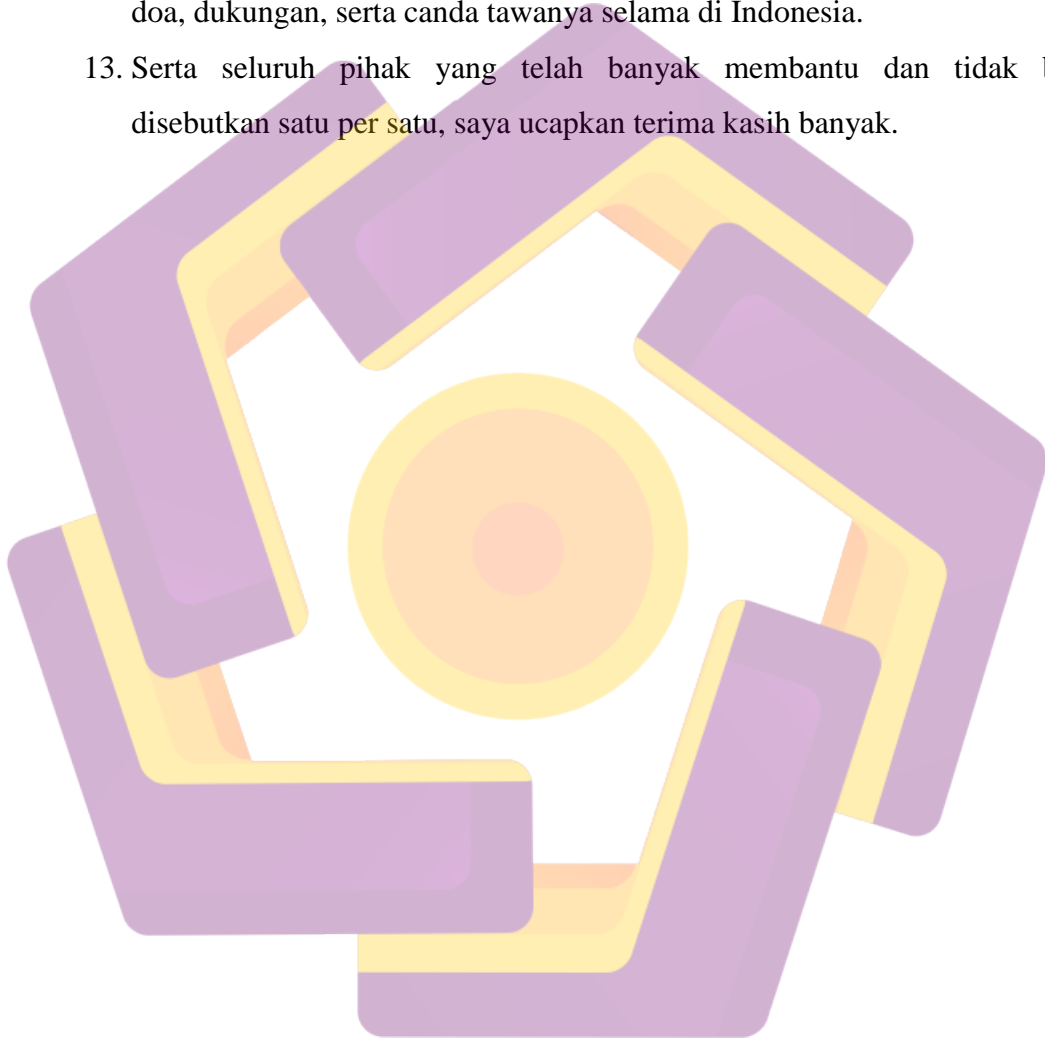 doa, dukungan, serta canda tawanya selama di Indonesia.
13. Serta seluruh pihak yang telah banyak membantu dan tidak
disebutkan satu per satu, saya ucapkan terima kasih banyak.